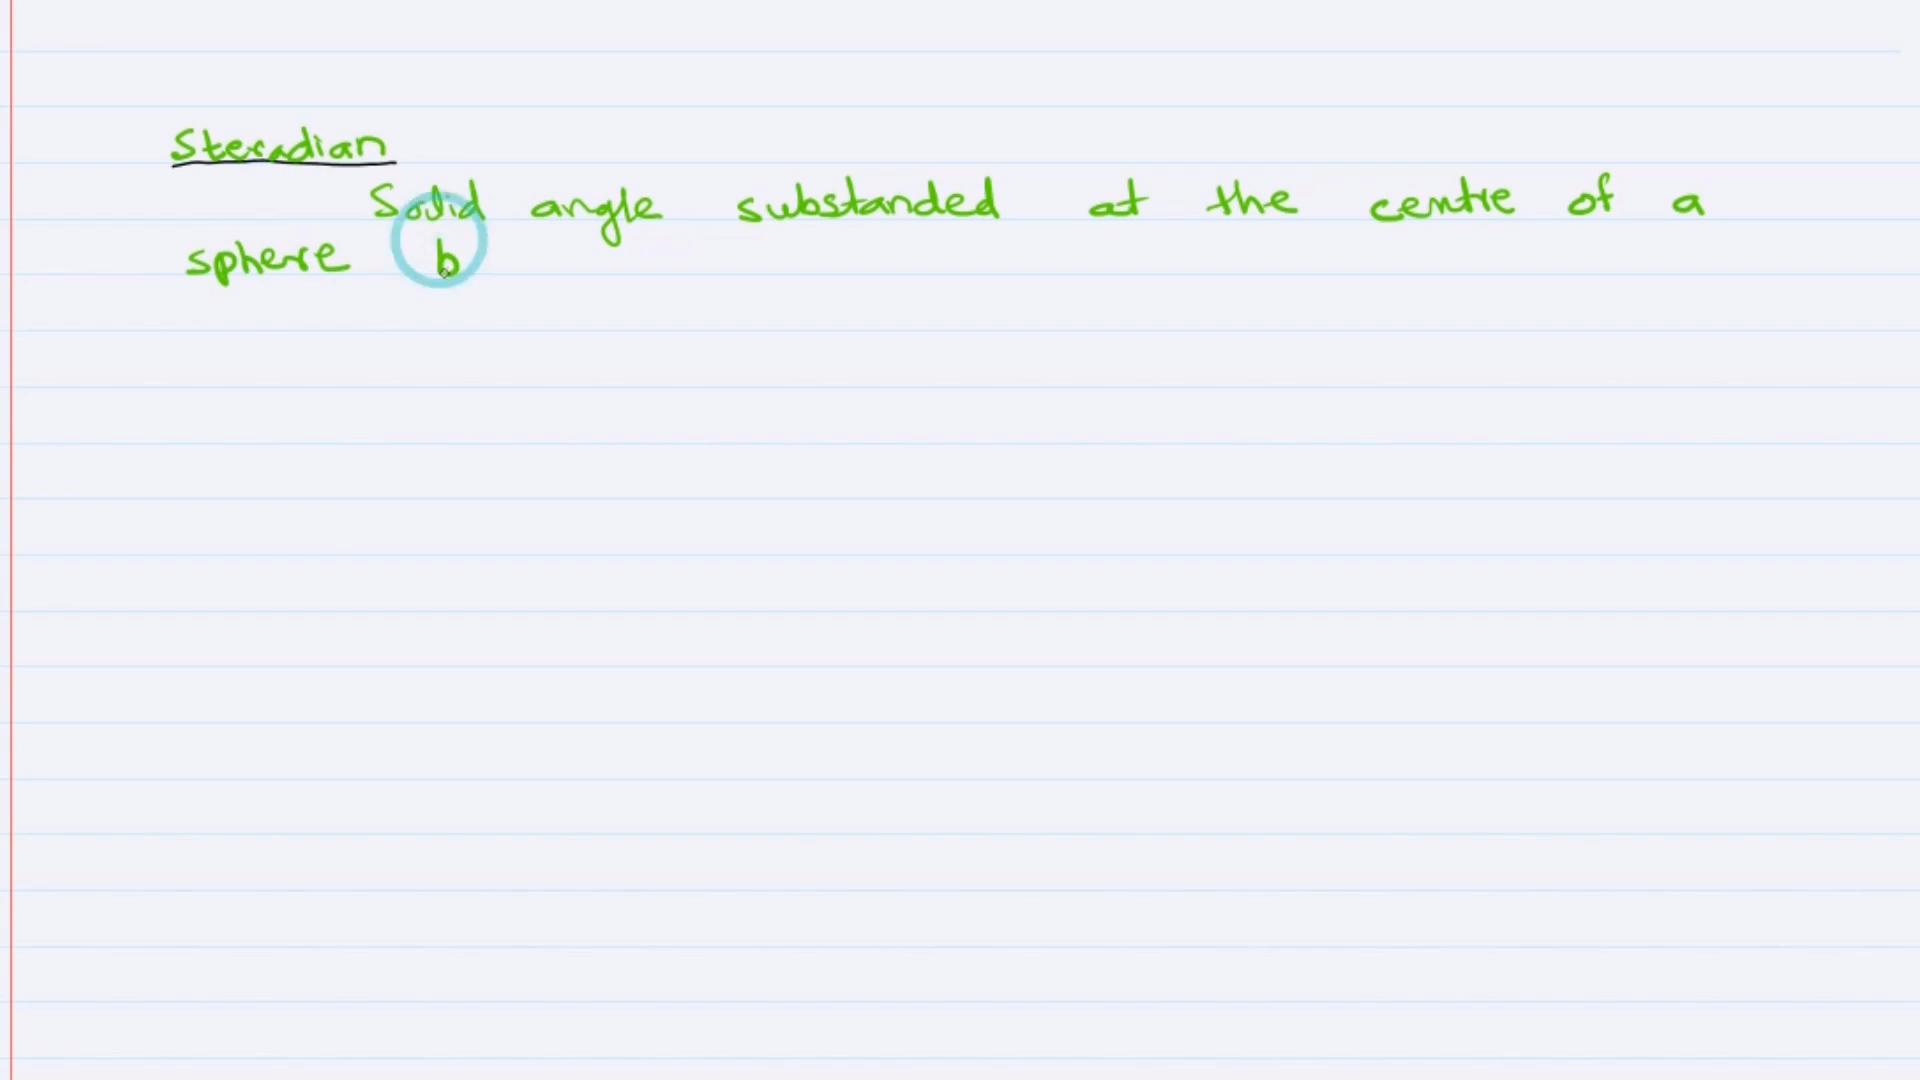 Steradian
Solid angle substanded at the centre of a
sphere b